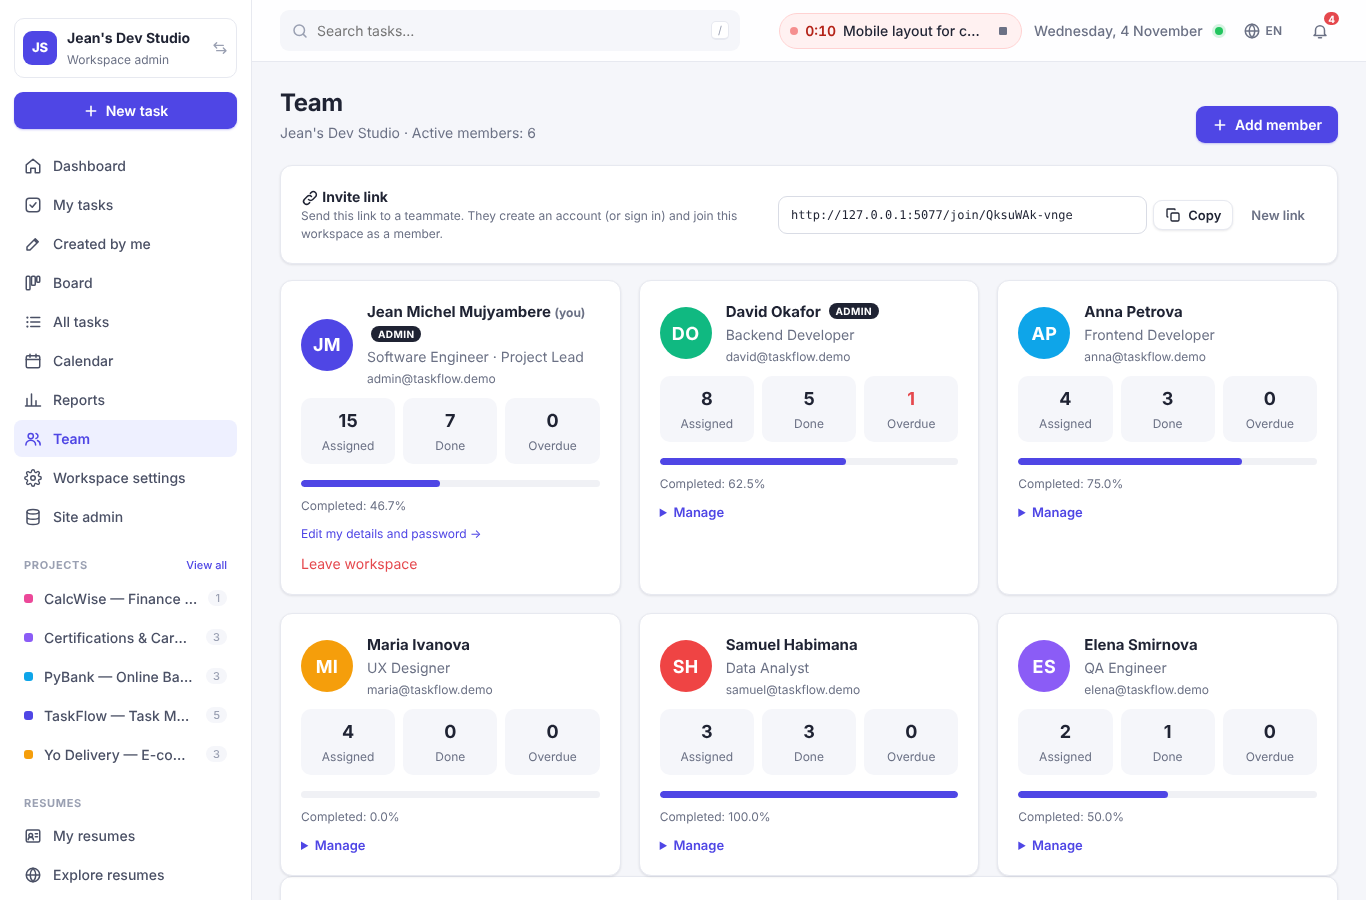 JS
Jean's Dev Studio
Workspace admin
New task
Dashboard
My tasks
Created by me
Board
All tasks
Calendar
Reports
Team
Workspace settings
Site admin
PROJECTS
View all
CalcWise — Finance ... 1
Certifications & Car... 3
PyBank — Online Ba... 3
TaskFlow — Task M... 5
Yo Delivery — E-co... 3
RESUMES
My resumes
Explore resumes
Search tasks... /
0:10 Mobile layout for c...
Wednesday, 4 November
EN
4
Team
Jean's Dev Studio · Active members: 6
Add member
Invite link
Send this link to a teammate. They create an account (or sign in) and join this
workspace as a member.
http://127.0.0.1:5077/join/QksuWAk-vnge
Copy
New link
JM
Jean Michel Mujyambere (you)
ADMIN
Software Engineer · Project Lead
admin@taskflow.demo
15 7 0
Assigned Done Overdue
Completed: 46.7%
Edit my details and password →
Leave workspace
DO
David Okafor ADMIN
Backend Developer
david@taskflow.demo
8 5 1
Assigned Done Overdue
Completed: 62.5%
Manage
AP
Anna Petrova
Frontend Developer
anna@taskflow.demo
4 3 0
Assigned Done Overdue
Completed: 75.0%
Manage
MI
Maria Ivanova
UX Designer
maria@taskflow.demo
4 0 0
Assigned Done Overdue
Completed: 0.0%
Manage
SH
Samuel Habimana
Data Analyst
samuel@taskflow.demo
3 3 0
Assigned Done Overdue
Completed: 100.0%
Manage
ES
Elena Smirnova
QA Engineer
elena@taskflow.demo
2 1 0
Assigned Done Overdue
Completed: 50.0%
Manage